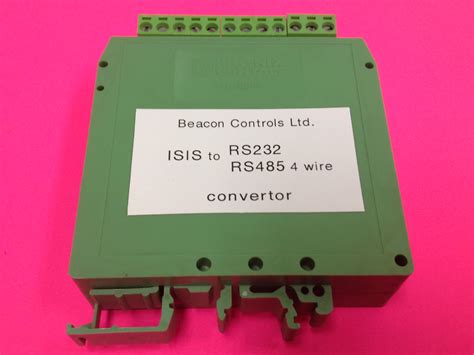 Beacon Controls Ltd.
ISIS to RS232
RS485 4 wire
convertor